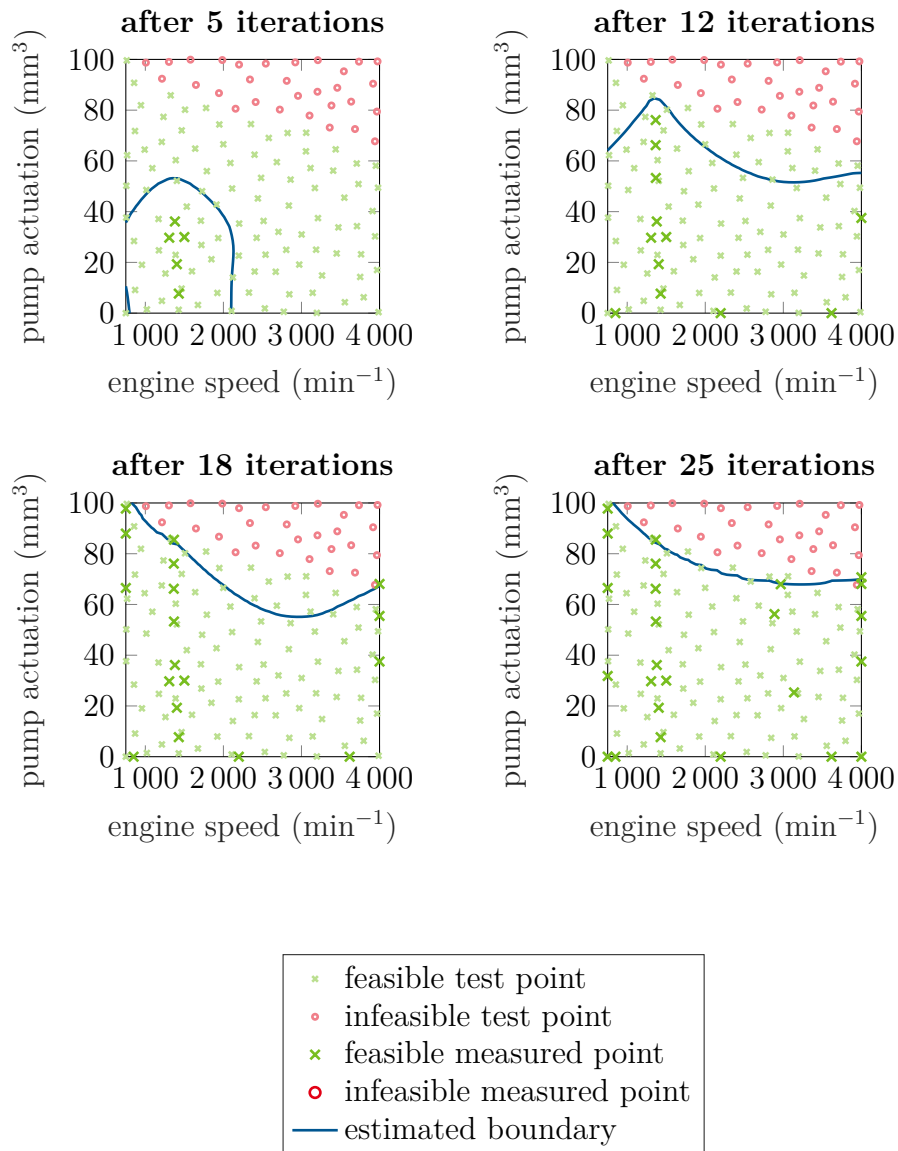 after 5 iterations
after 12 iterations
100
80
60
40
20
0
1 000 2 000 3 000 4 000
engine speed (min⁻¹)
pump actuation (mm³)
100
80
60
40
20
0
1 000 2 000 3 000 4 000
engine speed (min⁻¹)
pump actuation (mm³)
after 18 iterations
after 25 iterations
100
80
60
40
20
0
1 000 2 000 3 000 4 000
engine speed (min⁻¹)
pump actuation (mm³)
100
80
60
40
20
0
1 000 2 000 3 000 4 000
engine speed (min⁻¹)
pump actuation (mm³)
feasible test point
infeasible test point
feasible measured point
infeasible measured point
estimated boundary